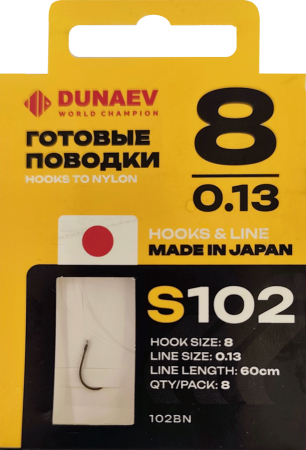 DUNAEV
WORLD CHAMPION
ГОТОВЫЕ
ПОВОДКИ
HOOKS TO NYLON
8
0.13
HOOKS & LINE
MADE IN JAPAN
S102
HOOK SIZE: 8
LINE SIZE: 0.13
LINE LENGTH: 60cm
QTY/PACK: 8
102BN